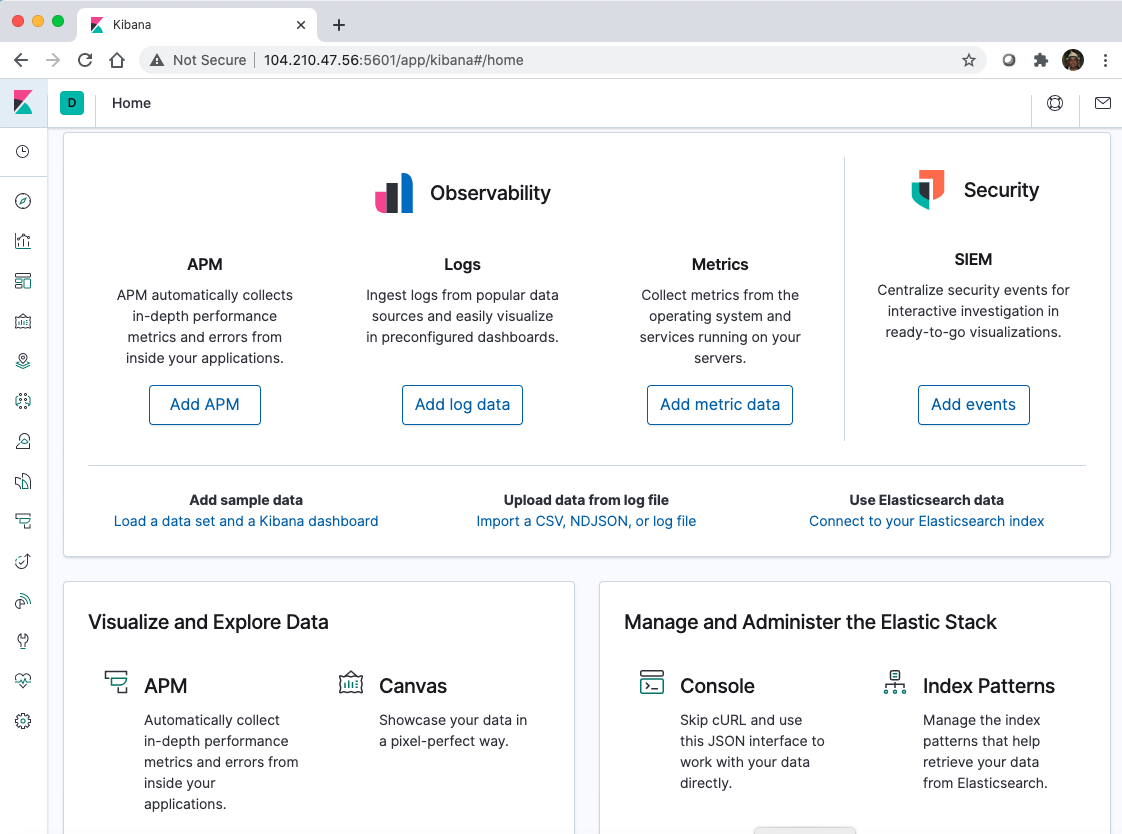 Kibana
Not Secure
104.210.47.56:5601/app/kibana#/home
D
Home
Observability
Security
APM
APM automatically collects
in-depth performance
metrics and errors from
inside your applications.
Add APM
Logs
Ingest logs from popular data
sources and easily visualize
in preconfigured dashboards.
Add log data
Metrics
Collect metrics from the
operating system and
services running on your
servers.
Add metric data
SIEM
Centralize security events for
interactive investigation in
ready-to-go visualizations.
Add events
Add sample data
Load a data set and a Kibana dashboard
Upload data from log file
Import a CSV, NDJSON, or log file
Use Elasticsearch data
Connect to your Elasticsearch index
Visualize and Explore Data
APM
Automatically collect
in-depth performance
metrics and errors from
inside your
applications.
Canvas
Showcase your data in
a pixel-perfect way.
Manage and Administer the Elastic Stack
Console
Skip cURL and use
this JSON interface to
work with your data
directly.
Index Patterns
Manage the index
patterns that help
retrieve your data
from Elasticsearch.